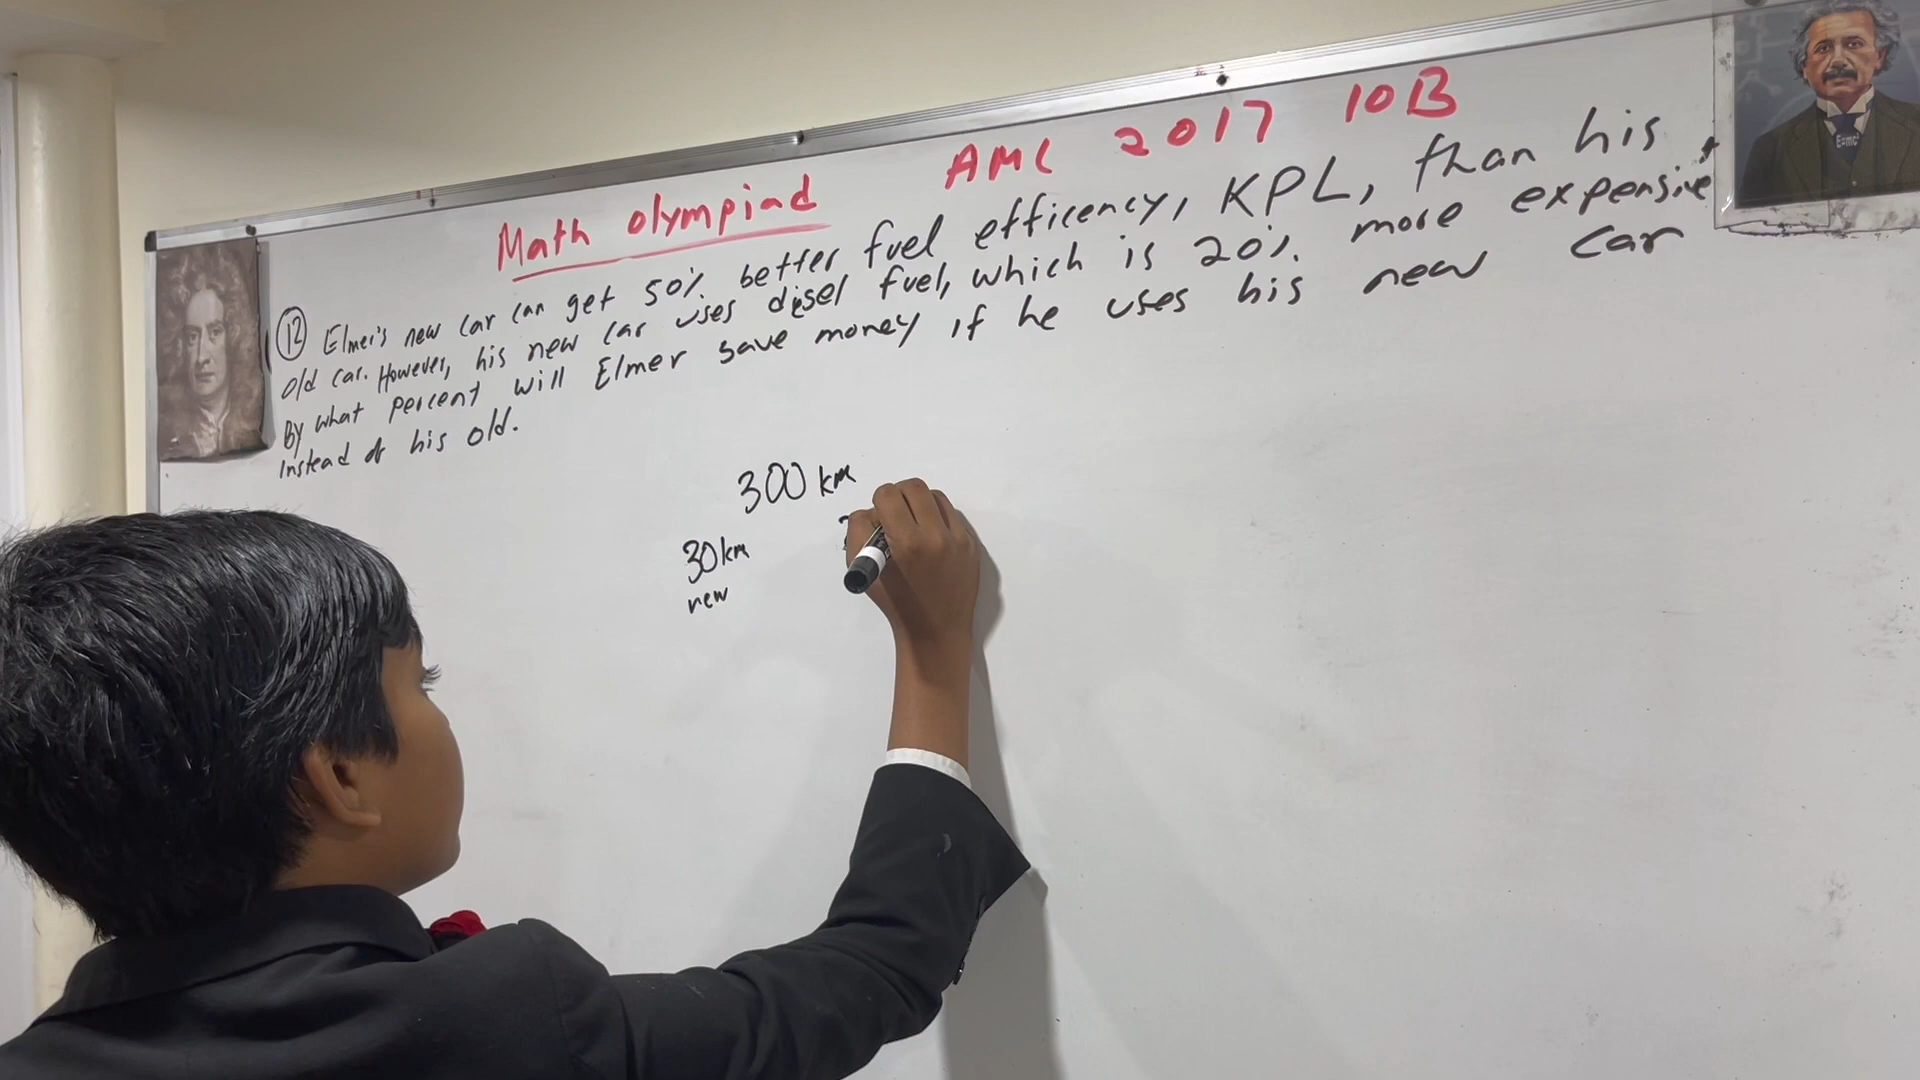 Math olympiad AMC 2017 10B
12 Elmer's new car can get 50% better fuel efficency, KPL, than his
old car. However, his new car uses diesel fuel, which is 20% more expensive
By what percent will Elmer save money if he uses his new car
instead of his old.
300 km
30 km
new
E=mc²